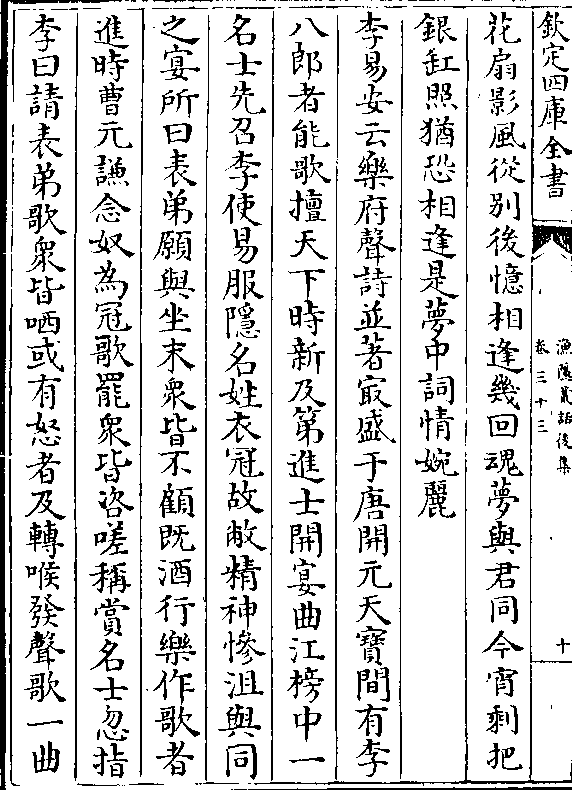 欽定四庫全書
漁隱叢話後集
卷三十三
十
花扇影風從别後憶相逢幾回魂夢與君同今宵剩把
銀缸照猶恐相逢是夢中詞情婉麗
李易安云樂府聲詩並著㝡盛于唐開元天寳間有李
八郎者能歌擅天下時新及第進士開宴曲江榜中一
名士先召李使易服隱名姓衣冠故敝精神慘沮與同
之宴所曰表弟願與坐末衆皆不顧既酒行樂作歌者
進時曹元謙念奴為冠歌罷衆皆咨嗟稱賞名士忽指
李曰請表弟歌衆皆哂或有怒者及轉喉發聲歌一曲